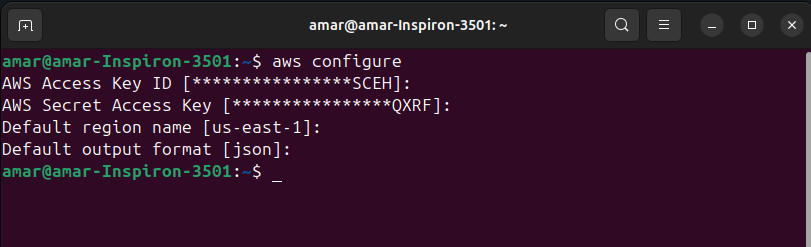 amar@amar-Inspiron-3501: ~
amar@amar-Inspiron-3501:~$ aws configure
AWS Access Key ID [****************SCEH]:
AWS Secret Access Key [****************QXRF]:
Default region name [us-east-1]:
Default output format [json]:
amar@amar-Inspiron-3501:~$ _